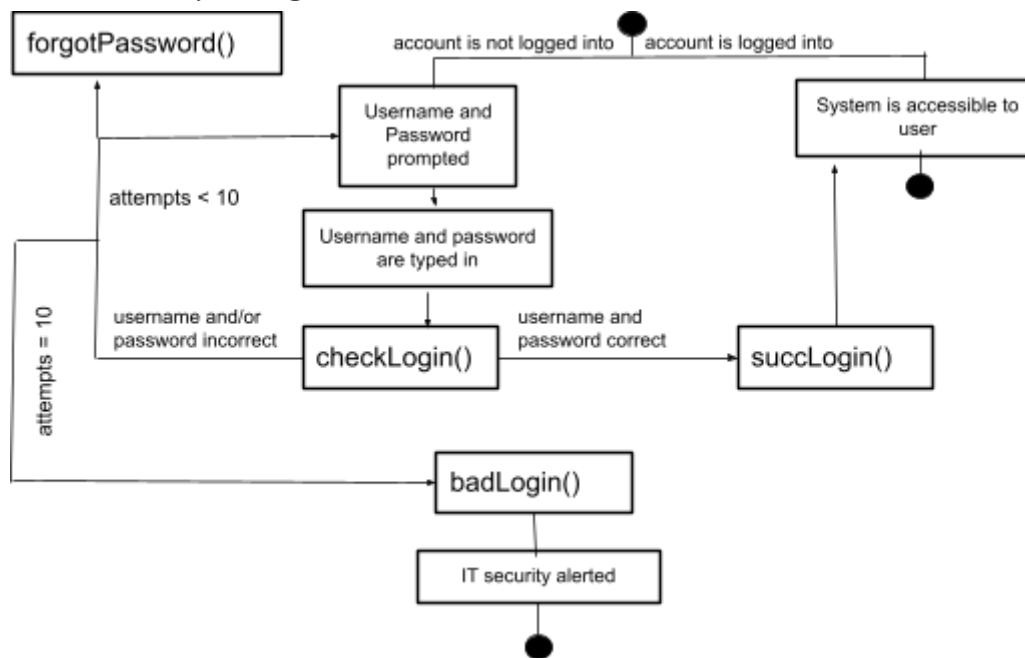 forgotPassword()
account is not logged into
account is logged into
Username and
Password
prompted
System is accessible to
user
attempts < 10
Username and password
are typed in
attempts = 10
username and/or
password incorrect
checkLogin()
username and
password correct
succLogin()
badLogin()
IT security alerted